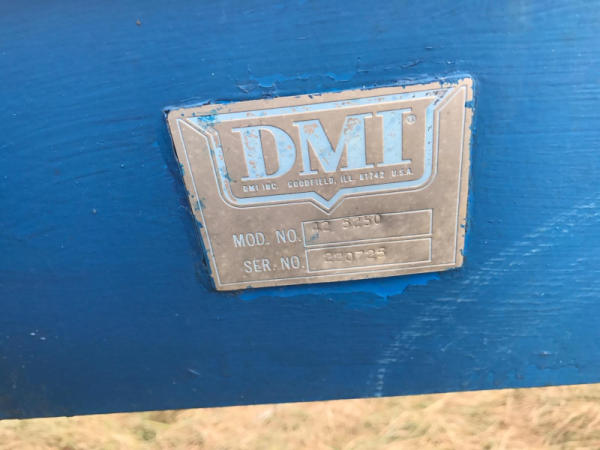 DMI®
DMI INC. GOODFIELD, ILL. 61742 U.S.A.
MOD. NO.
SER. NO.